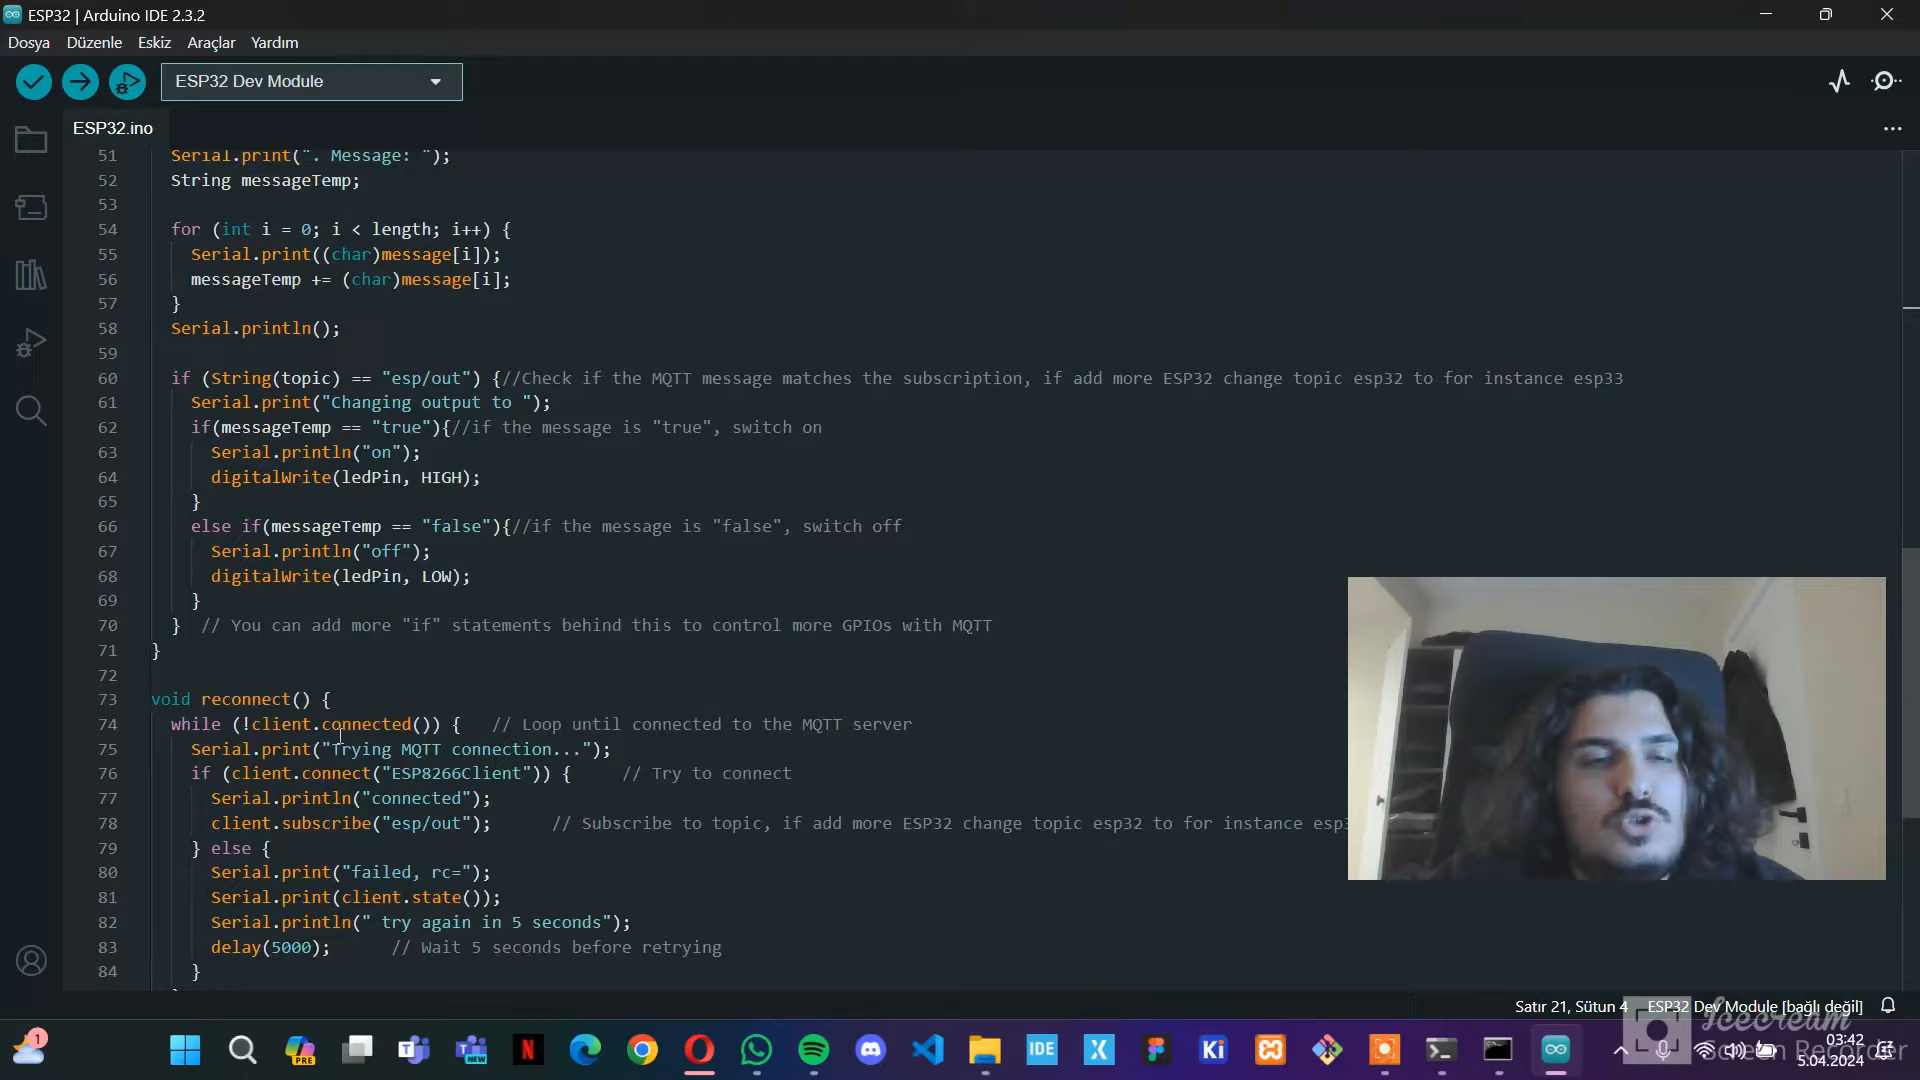 ESP32 | Arduino IDE 2.3.2
Dosya Düzenle Eskiz Araçlar Yardım
ESP32 Dev Module
ESP32.ino
51 Serial.print(". Message: ");
52 String messageTemp;
53
54 for (int i = 0; i < length; i++) {
55 Serial.print((char)message[i]);
56 messageTemp += (char)message[i];
57 }
58 Serial.println();
59
60 if (String(topic) == "esp/out") {//Check if the MQTT message matches the subscription, if add more ESP32 change topic esp32 to for instance esp33
61 Serial.print("Changing output to ");
62 if(messageTemp == "true"){//if the message is "true", switch on
63 Serial.println("on");
64 digitalWrite(ledPin, HIGH);
65 }
66 else if(messageTemp == "false"){//if the message is "false", switch off
67 Serial.println("off");
68 digitalWrite(ledPin, LOW);
69 }
70 } // You can add more "if" statements behind this to control more GPIOs with MQTT
71 }
72
73 void reconnect() {
74 while (!client.connected()) { // Loop until connected to the MQTT server
75 Serial.print("Trying MQTT connection...");
76 if (client.connect("ESP8266Client")) { // Try to connect
77 Serial.println("connected");
78 client.subscribe("esp/out"); // Subscribe to topic, if add more ESP32 change topic esp32 to for instance esp3
79 } else {
80 Serial.print("failed, rc=");
81 Serial.print(client.state());
82 Serial.println(" try again in 5 seconds");
83 delay(5000); // Wait 5 seconds before retrying
84 }
Satır 21, Sütun 4 ESP32 Dev Module [bağlı değil]
Icecream
Screen Recorder
1
PRE
T
T
NEW
N
IDE
X
Ki
03:42
5.04.2024